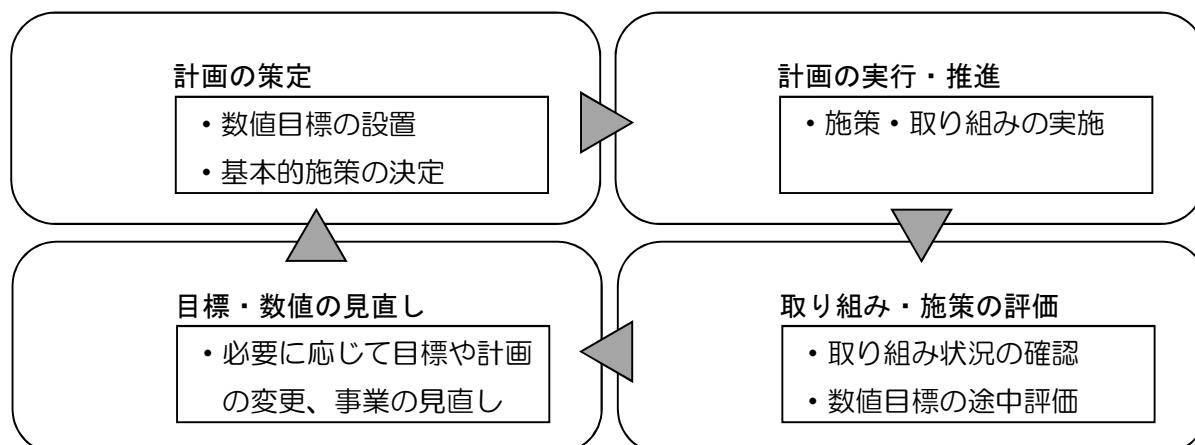 計画の策定
・数値目標の設置
・基本的施策の決定
計画の実行・推進
・施策・取り組みの実施
目標・数値の見直し
・必要に応じて目標や計画
の変更、事業の見直し
取り組み・施策の評価
・取り組み状況の確認
・数値目標の途中評価